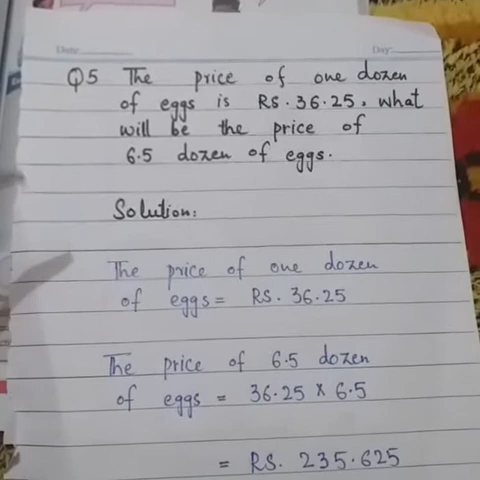 Date:
Day:
Q5 The price of one dozen
of eggs is RS. 36.25, what
will be the price of
6.5 dozen of eggs.
Solution:
The price of one dozen
of eggs = RS. 36.25
The price of 6.5 dozen
of eggs = 36.25 x 6.5
= RS. 235.625